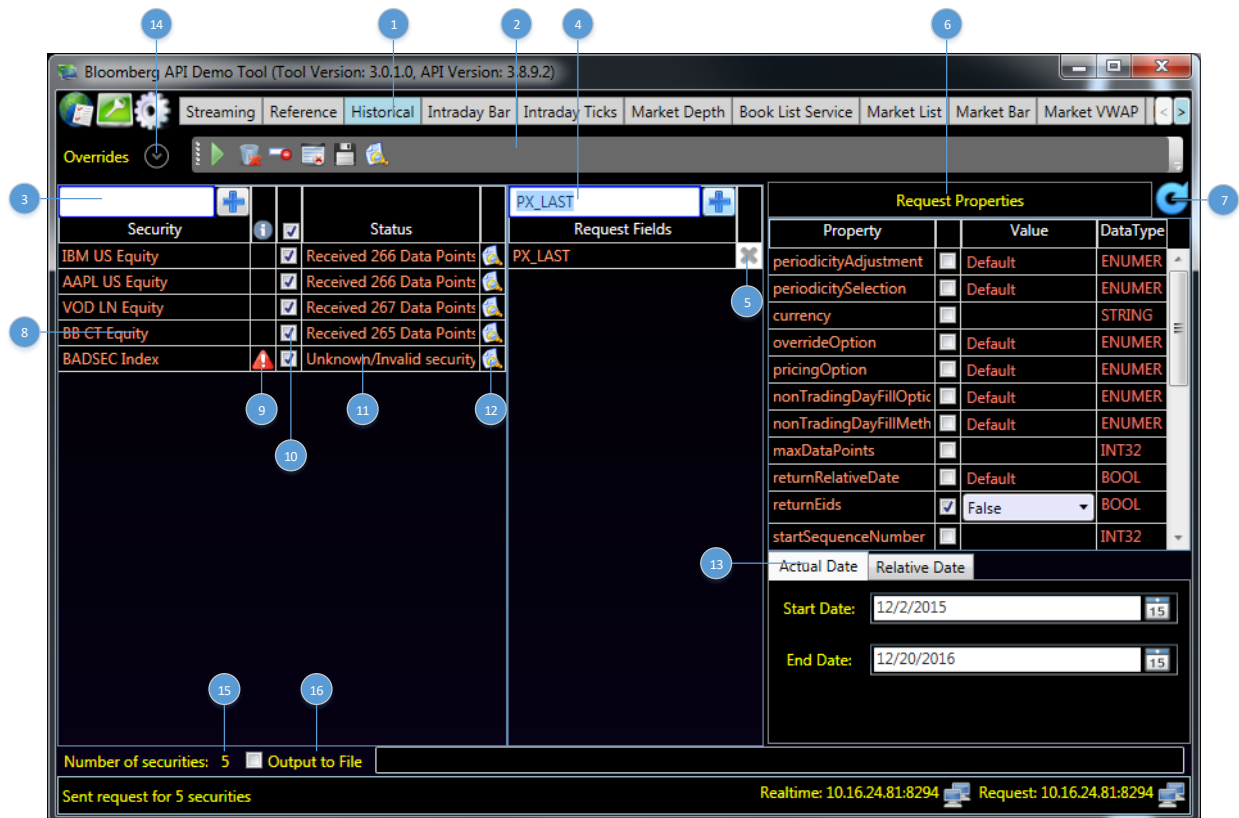 14
1
2
4
6
Bloomberg API Demo Tool (Tool Version: 3.0.1.0, API Version: 3.8.9.2)
Streaming Reference Historical Intraday Bar Intraday Ticks Market Depth Book List Service Market List Market Bar Market VWAP < >
Overrides
3
PX_LAST
Request Properties
7
Security Status Request Fields Property Value DataType
IBM US Equity Received 266 Data Points PX_LAST periodicityAdjustment Default ENUMER
AAPL US Equity Received 266 Data Points periodicitySelection Default ENUMER
5
VOD LN Equity Received 267 Data Points currency STRING
8
BB CT Equity Received 265 Data Points overrideOption Default ENUMER
BADSEC Index Unknown/Invalid security pricingOption Default ENUMER
nonTradingDayFillOptic Default ENUMER
9
11
12
nonTradingDayFillMeth Default ENUMER
10
maxDataPoints INT32
returnRelativeDate Default BOOL
returnEids False BOOL
startSequenceNumber INT32
13
Actual Date Relative Date
Start Date: 12/2/2015 15
End Date: 12/20/2016 15
15
16
Number of securities: 5 Output to File
Sent request for 5 securities Realtime: 10.16.24.81:8294 Request: 10.16.24.81:8294